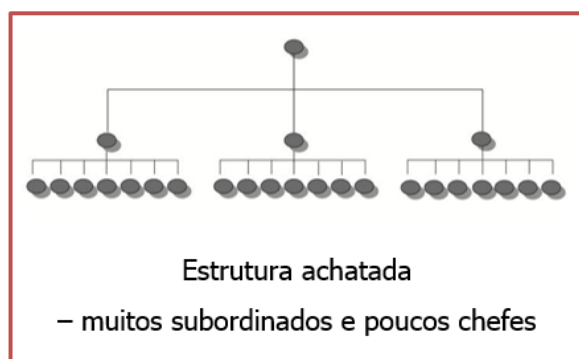 Estrutura achatada
– muitos subordinados e poucos chefes